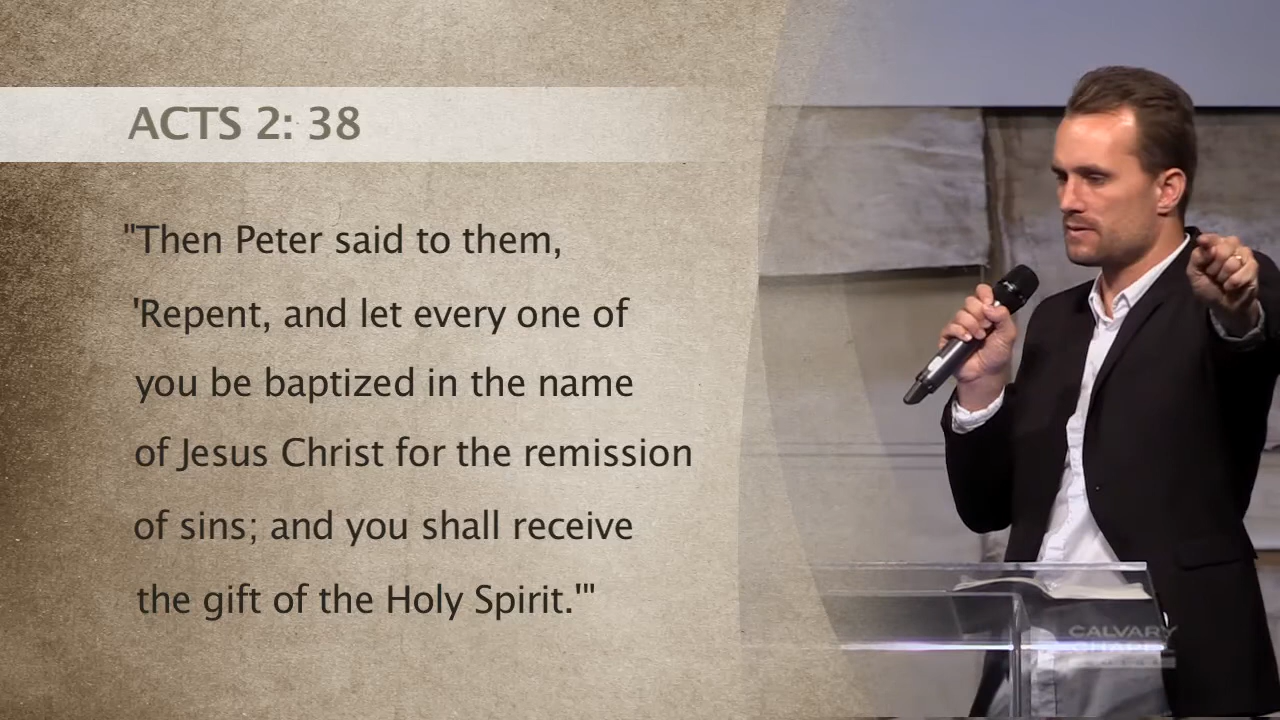 ACTS 2: 38
"Then Peter said to them,
'Repent, and let every one of
you be baptized in the name
of Jesus Christ for the remission
of sins; and you shall receive
the gift of the Holy Spirit.'"
CALVARY
CHAPEL